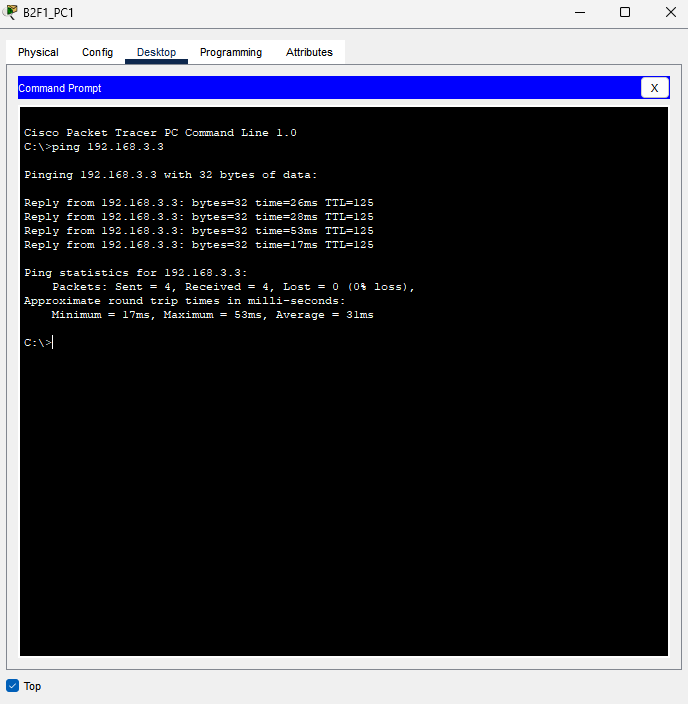 B2F1_PC1
Physical Config Desktop Programming Attributes
Command Prompt X
Cisco Packet Tracer PC Command Line 1.0
C:\>ping 192.168.3.3
Pinging 192.168.3.3 with 32 bytes of data:
Reply from 192.168.3.3: bytes=32 time=26ms TTL=125
Reply from 192.168.3.3: bytes=32 time=28ms TTL=125
Reply from 192.168.3.3: bytes=32 time=53ms TTL=125
Reply from 192.168.3.3: bytes=32 time=17ms TTL=125
Ping statistics for 192.168.3.3:
    Packets: Sent = 4, Received = 4, Lost = 0 (0% loss),
Approximate round trip times in milli-seconds:
    Minimum = 17ms, Maximum = 53ms, Average = 31ms
C:\>
Top